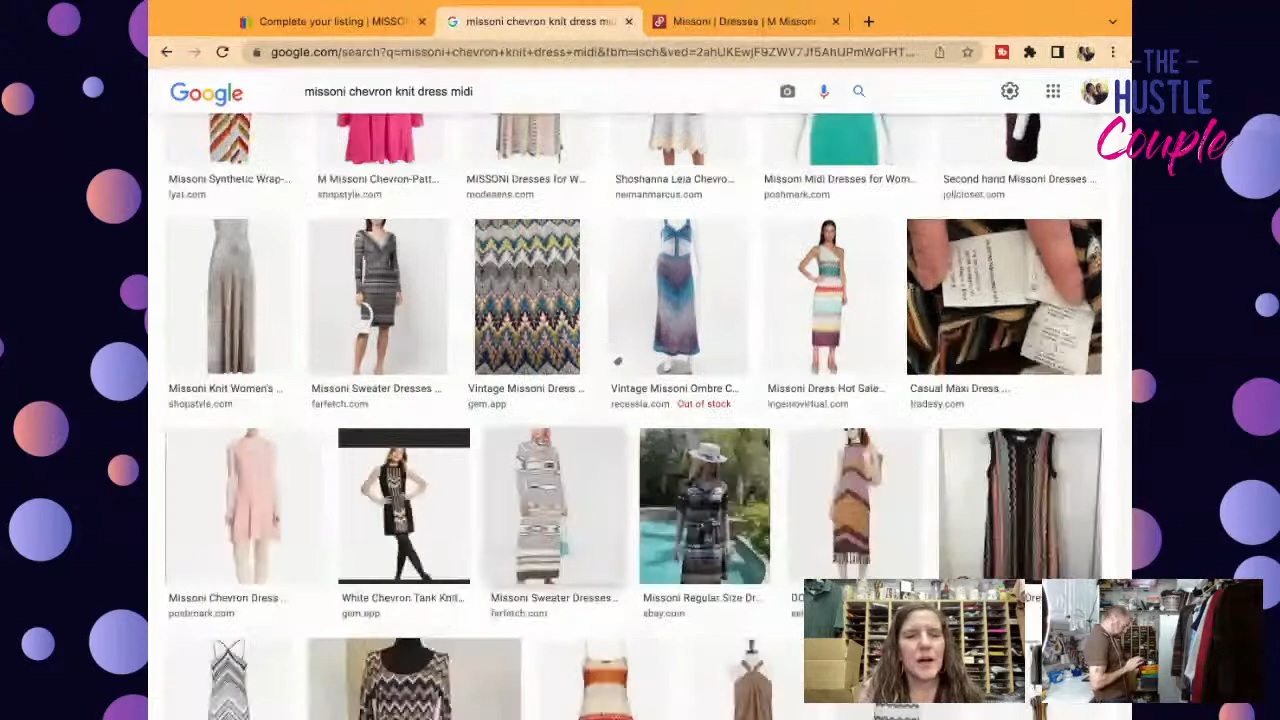 Complete your listing | MISSO
missoni chevron knit dress mi
Missoni | Dresses | M Missoni
google.com/search?q=missoni+chevron+knit+dress+midi&tbm=isch&ved=2ahUKEwjF9ZWV7Jf5AhUPmWoFHT...
THE
HUSTLE
Couple
Google
missoni chevron knit dress midi
Missoni Synthetic Wrap-...
M Missoni Chevron-Patt...
MISSONI Dresses for W...
Shoshanna Leia Chevro...
Missoni Midi Dresses for Wom...
Second hand Missoni Dresses ...
lyst.com
shopstyle.com
modesens.com
neimanmarcus.com
poshmark.com
jolicloset.com
Missoni Knit Women's ...
Missoni Sweater Dresses ...
Vintage Missoni Dress ...
Vintage Missoni Ombre C...
Missoni Dress Hot Sale...
Casual Maxi Dress ...
shopstyle.com
farfetch.com
gem.app
recessla.com Out of stock
ingenovirtual.com
tradesy.com
Missoni Chevron Dress ...
White Chevron Tank Knit...
Missoni Sweater Dresses...
Missoni Regular Size Dr...
poshmark.com
gem.app
farfetch.com
ebay.com